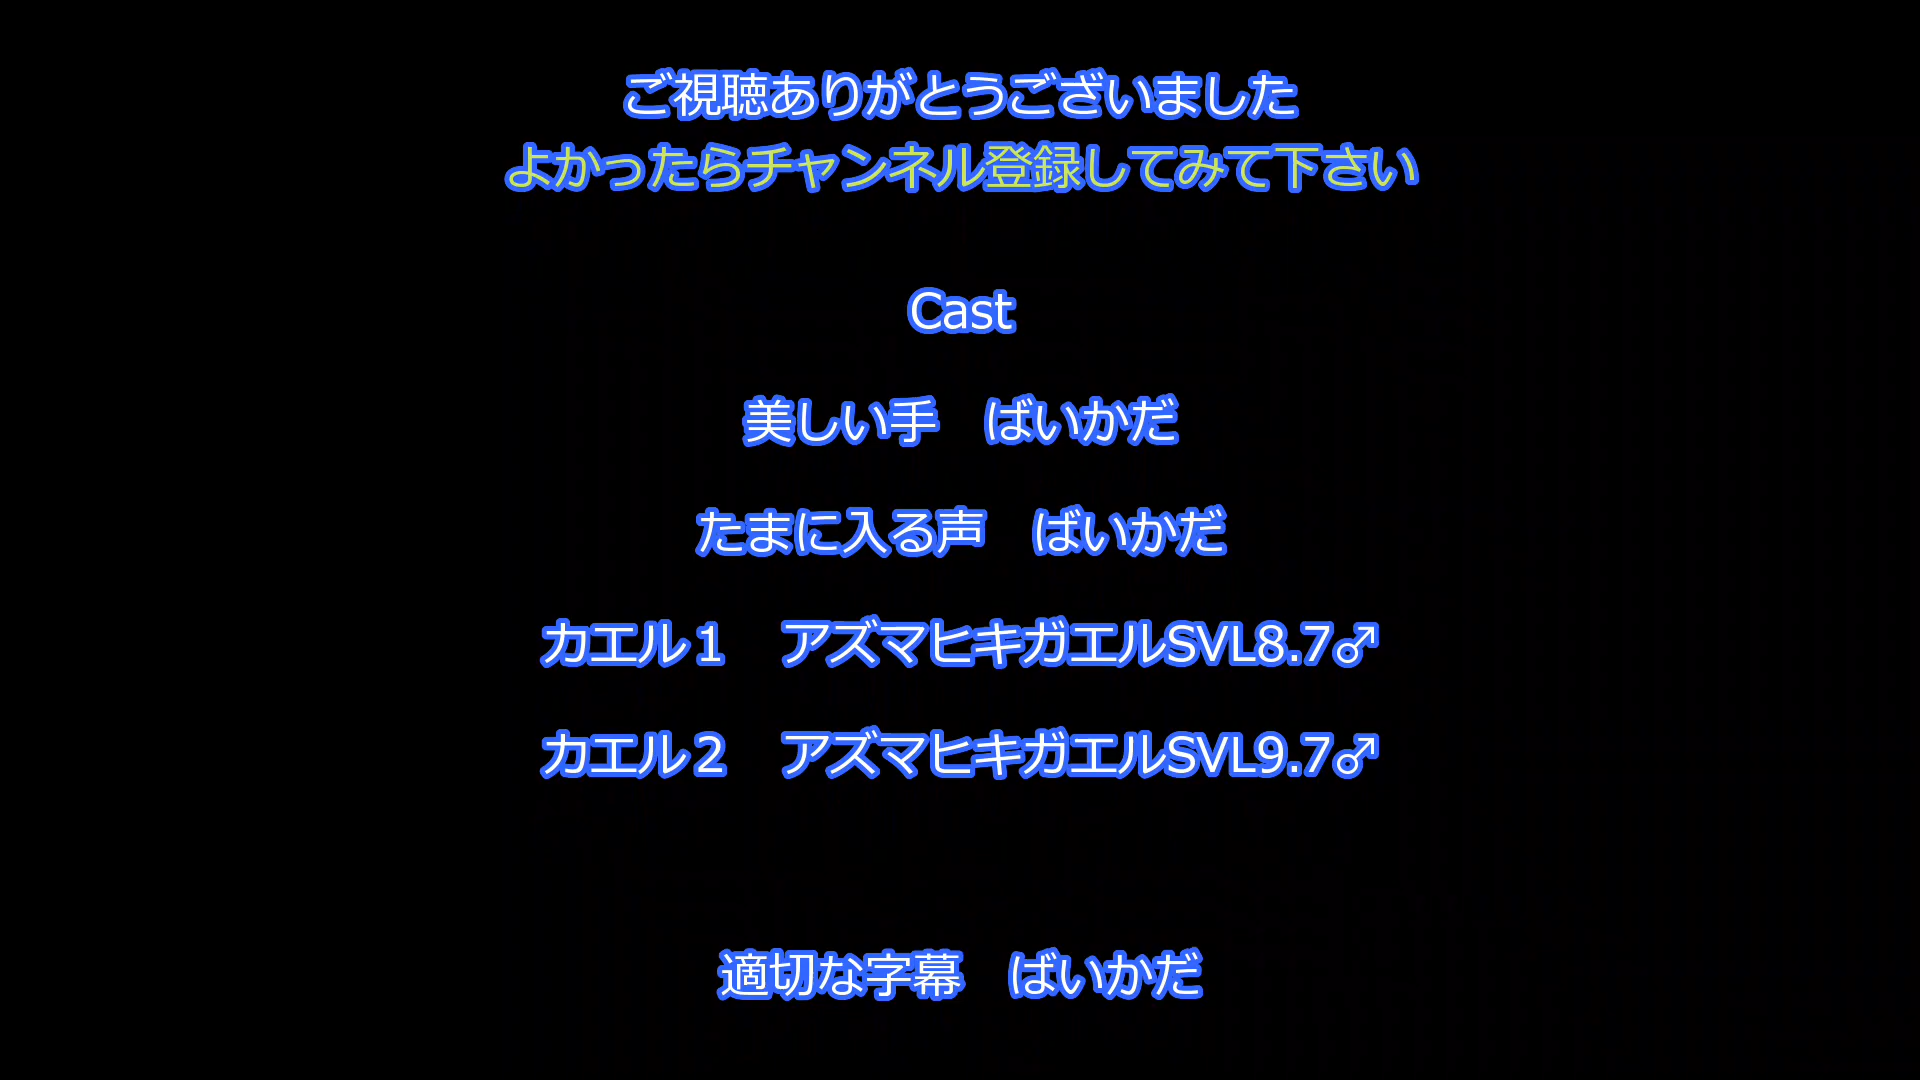 ご視聴ありがとうございました
よかったらチャンネル登録してみて下さい
Cast
美しい手　ばいかだ
たまに入る声　ばいかだ
カエル１　アズマヒキガエルSVL8.7♂
カエル２　アズマヒキガエルSVL9.7♂
適切な字幕　ばいかだ